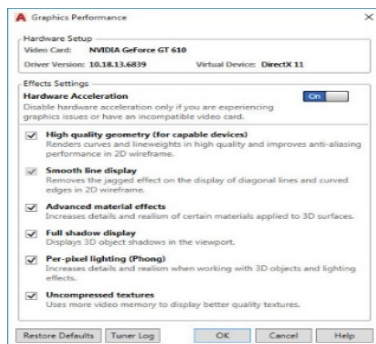 Graphics Performance
Hardware Setup
Video Card: NVIDIA GeForce GT 610
Driver Version: 10.18.13.6839 Virtual Device: DirectX 11
Effects Settings
Hardware Acceleration On
Disable hardware acceleration only if you are experiencing
graphics issues or have an incompatible video card.
High quality geometry (for capable devices)
Renders curves and lineweights in high quality and improves anti-aliasing
performance in 2D wireframe.
Smooth line display
Removes the jagged effect on the display of diagonal lines and curved
edges in 2D wireframe.
Advanced material effects
Increases details and realism of certain materials applied to 3D surfaces.
Full shadow display
Displays 3D object shadows in the viewport.
Per-pixel lighting (Phong)
Increases details and realism when working with 3D objects and lighting
effects.
Uncompressed textures
Uses more video memory to display better quality textures.
Restore Defaults Tuner Log OK Cancel Help